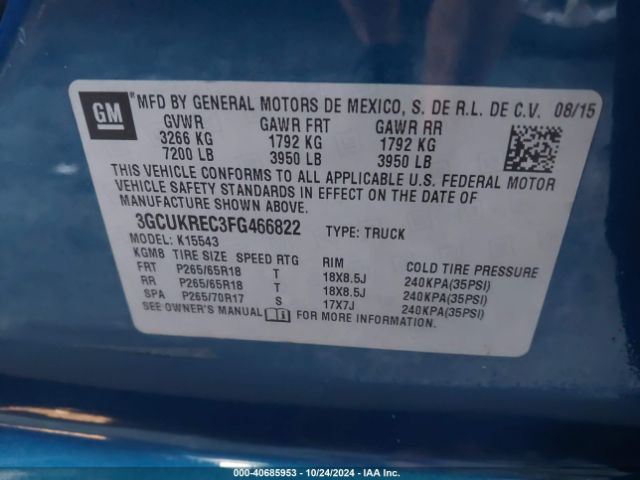 GM MFD BY GENERAL MOTORS DE MEXICO, S. DE R.L. DE C.V. 08/15
GVWR GAWR FRT GAWR RR
3266 KG 1792 KG 1792 KG
7200 LB 3950 LB 3950 LB
THIS VEHICLE CONFORMS TO ALL APPLICABLE U.S. FEDERAL MOTOR
VEHICLE SAFETY STANDARDS IN EFFECT ON THE DATE OF
MANUFACTURE SHOWN ABOVE.
3GCUKREC3FG466822 TYPE: TRUCK
MODEL: K15543
KGM8 TIRE SIZE SPEED RTG RIM COLD TIRE PRESSURE
FRT P265/65R18 T 18X8.5J 240KPA(35PSI)
RR P265/65R18 T 18X8.5J 240KPA(35PSI)
SPA P265/70R17 S 17X7J 240KPA(35PSI)
SEE OWNER'S MANUAL FOR MORE INFORMATION.
000-40685953 - 10/24/2024 - IAA Inc.